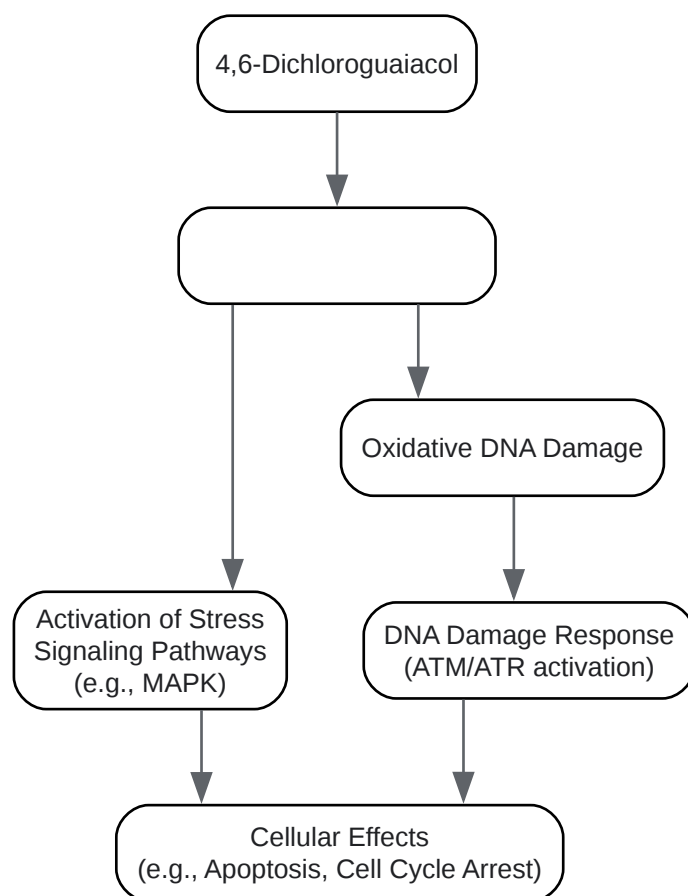 4,6-Dichloroguaiacol
Oxidative DNA Damage
Activation of Stress
Signaling Pathways
(e.g., MAPK)
DNA Damage Response
(ATM/ATR activation)
Cellular Effects
(e.g., Apoptosis, Cell Cycle Arrest)